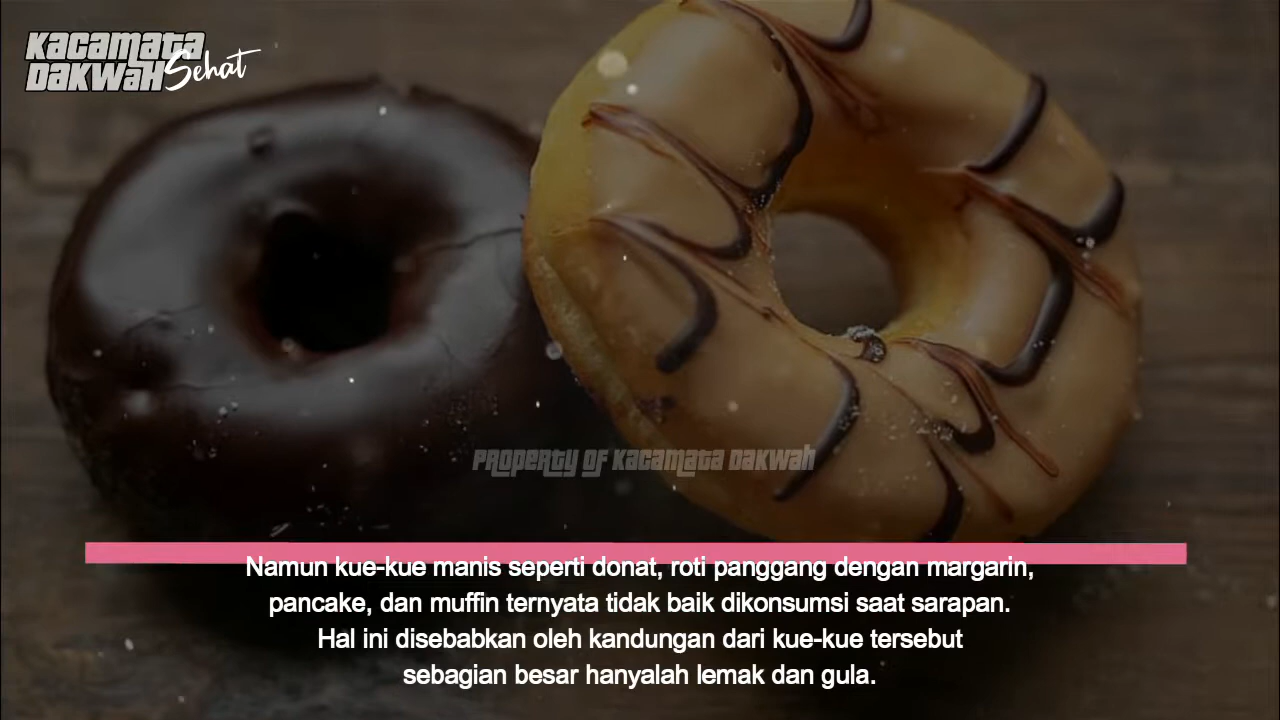 Kacamata
Dakwah Sehat
Property of Kacamata Dakwah
Namun kue-kue manis seperti donat, roti panggang dengan margarin,
pancake, dan muffin ternyata tidak baik dikonsumsi saat sarapan.
Hal ini disebabkan oleh kandungan dari kue-kue tersebut
sebagian besar hanyalah lemak dan gula.